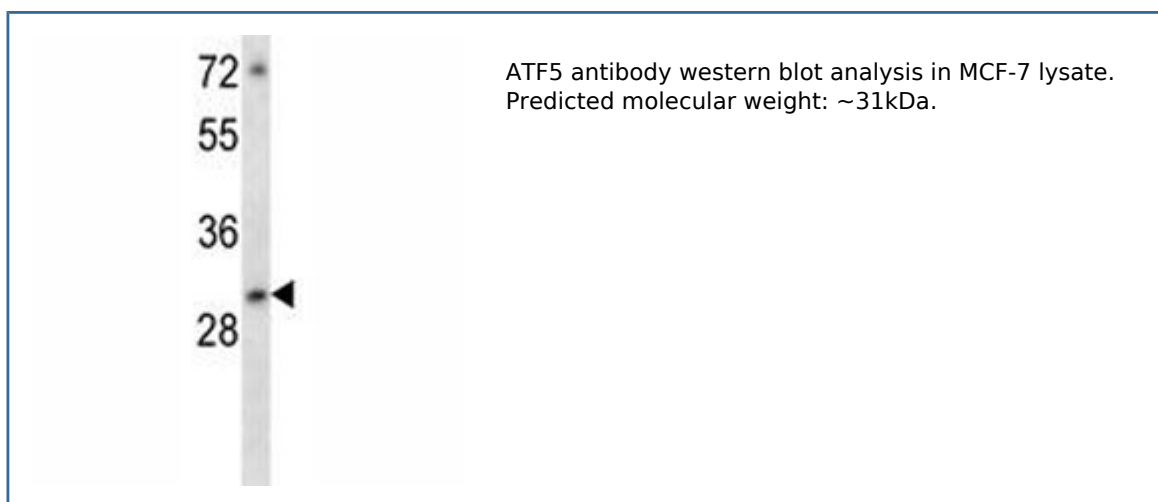 72
55
36
28
ATF5 antibody western blot analysis in MCF-7 lysate.
Predicted molecular weight: ~31kDa.